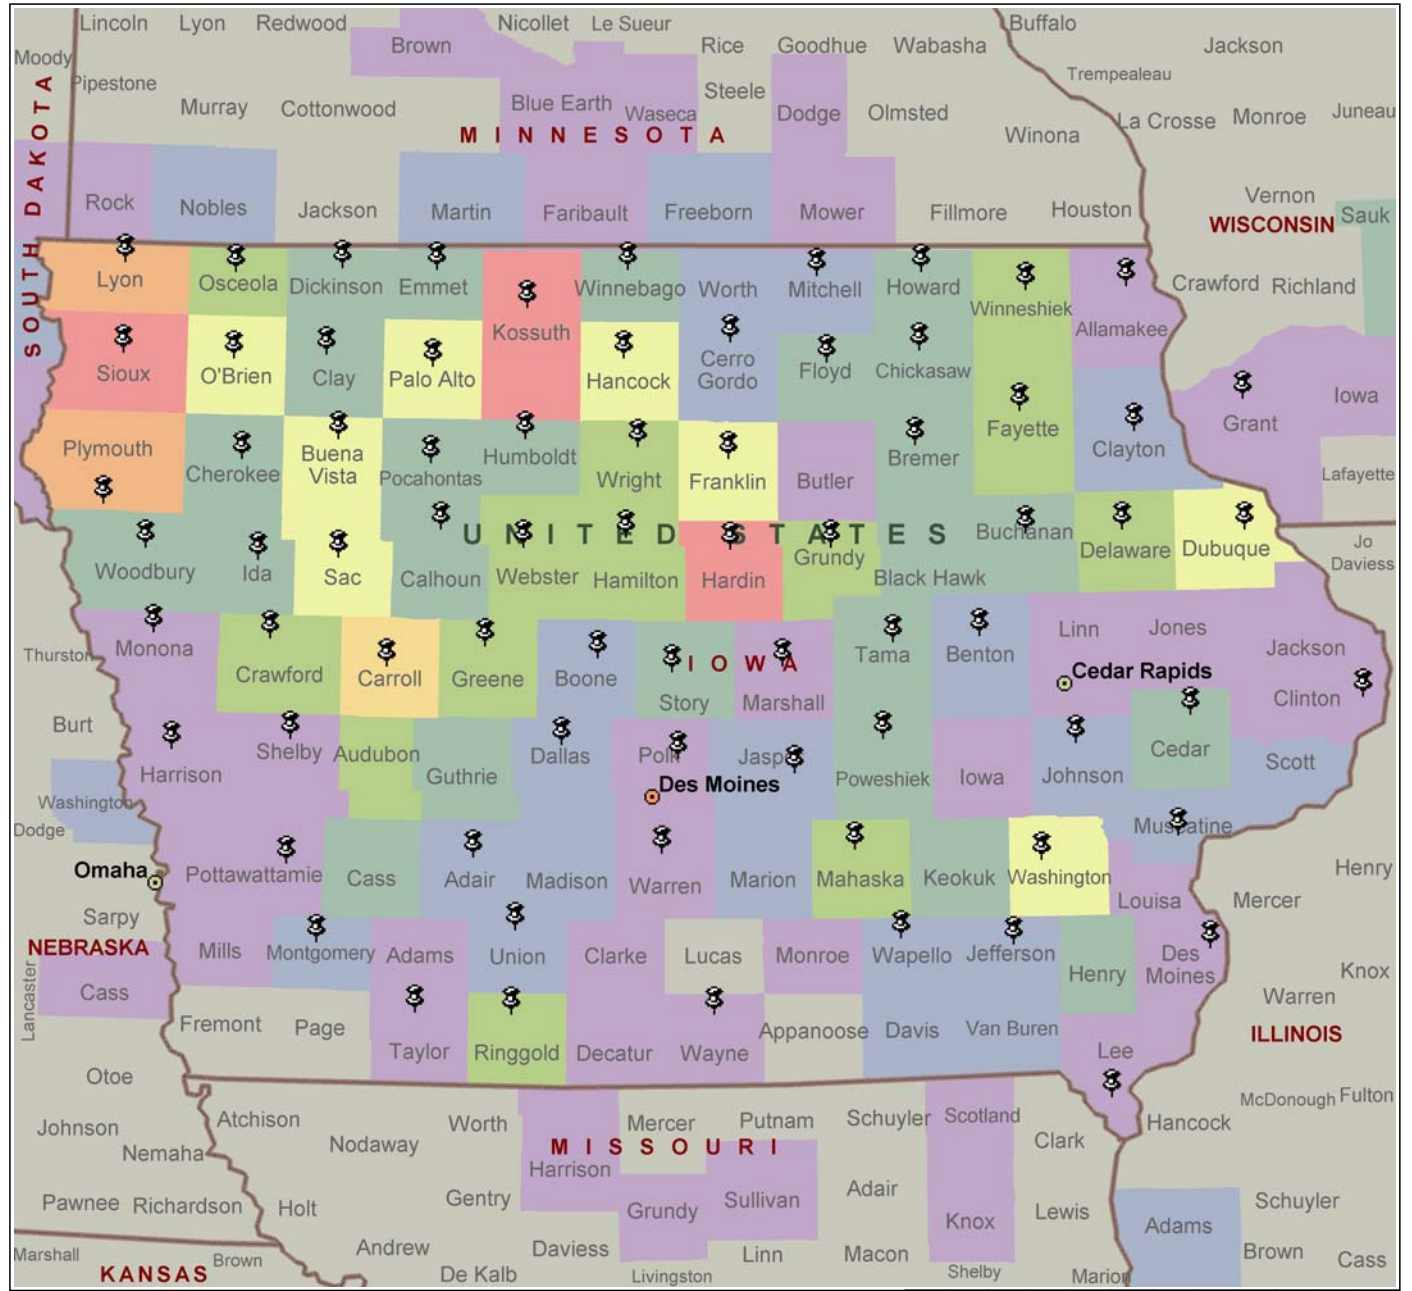 Lincoln Lyon Redwood Nicollet Le Sueur Buffalo
Brown Rice Goodhue Wabasha Jackson
Moody Trempealeau
Pipestone Steele
Murray Cottonwood Blue Earth Waseca Dodge Olmsted La Crosse Monroe Juneau
MINNESOTA Winona
Rock Nobles Jackson Martin Faribault Freeborn Mower Fillmore Houston Vernon
WISCONSIN Sauk
SOUTH DAKOTA
Lyon Osceola Dickinson Emmet Winnebago Worth Mitchell Howard Crawford Richland
Kossuth Winneshiek Allamakee
Sioux O'Brien Clay Palo Alto Hancock Cerro Gordo Floyd Chickasaw
Grant Iowa
Plymouth Cherokee Buena Vista Pocahontas Humboldt Wright Franklin Butler Bremer Fayette Clayton Lafayette
UNITED STATES
Woodbury Ida Sac Calhoun Webster Hamilton Hardin Grundy Black Hawk Buchanan Delaware Dubuque Jo Daviess
Thurston Monona Crawford Carroll Greene Boone Story Marshall Tama Benton Linn Jones Jackson
IOWA
Cedar Rapids
Clinton
Burt Harrison Shelby Audubon Guthrie Dallas Polk Jasper Poweshiek Iowa Johnson Cedar Scott
Des Moines
Washington
Dodge Muscatine
Omaha Pottawattamie Cass Adair Madison Warren Marion Mahaska Keokuk Washington Louisa Mercer Henry
Sarpy
NEBRASKA Mills Montgomery Adams Union Clarke Lucas Monroe Wapello Jefferson Henry Des Moines Knox
Lancaster Cass Warren
Fremont Page Taylor Ringgold Decatur Wayne Appanoose Davis Van Buren Lee ILLINOIS
Otoe
McDonough Fulton
Johnson Atchison Worth Mercer Putnam Schuyler Scotland Hancock
Nemaha Nodaway MISSOURI Clark
Harrison
Pawnee Richardson Holt Gentry Grundy Sullivan Adair Knox Lewis Adams Schuyler
Marshall Brown Andrew Daviess Linn Macon Brown Cass
KANSAS De Kalb Livingston Shelby Marion